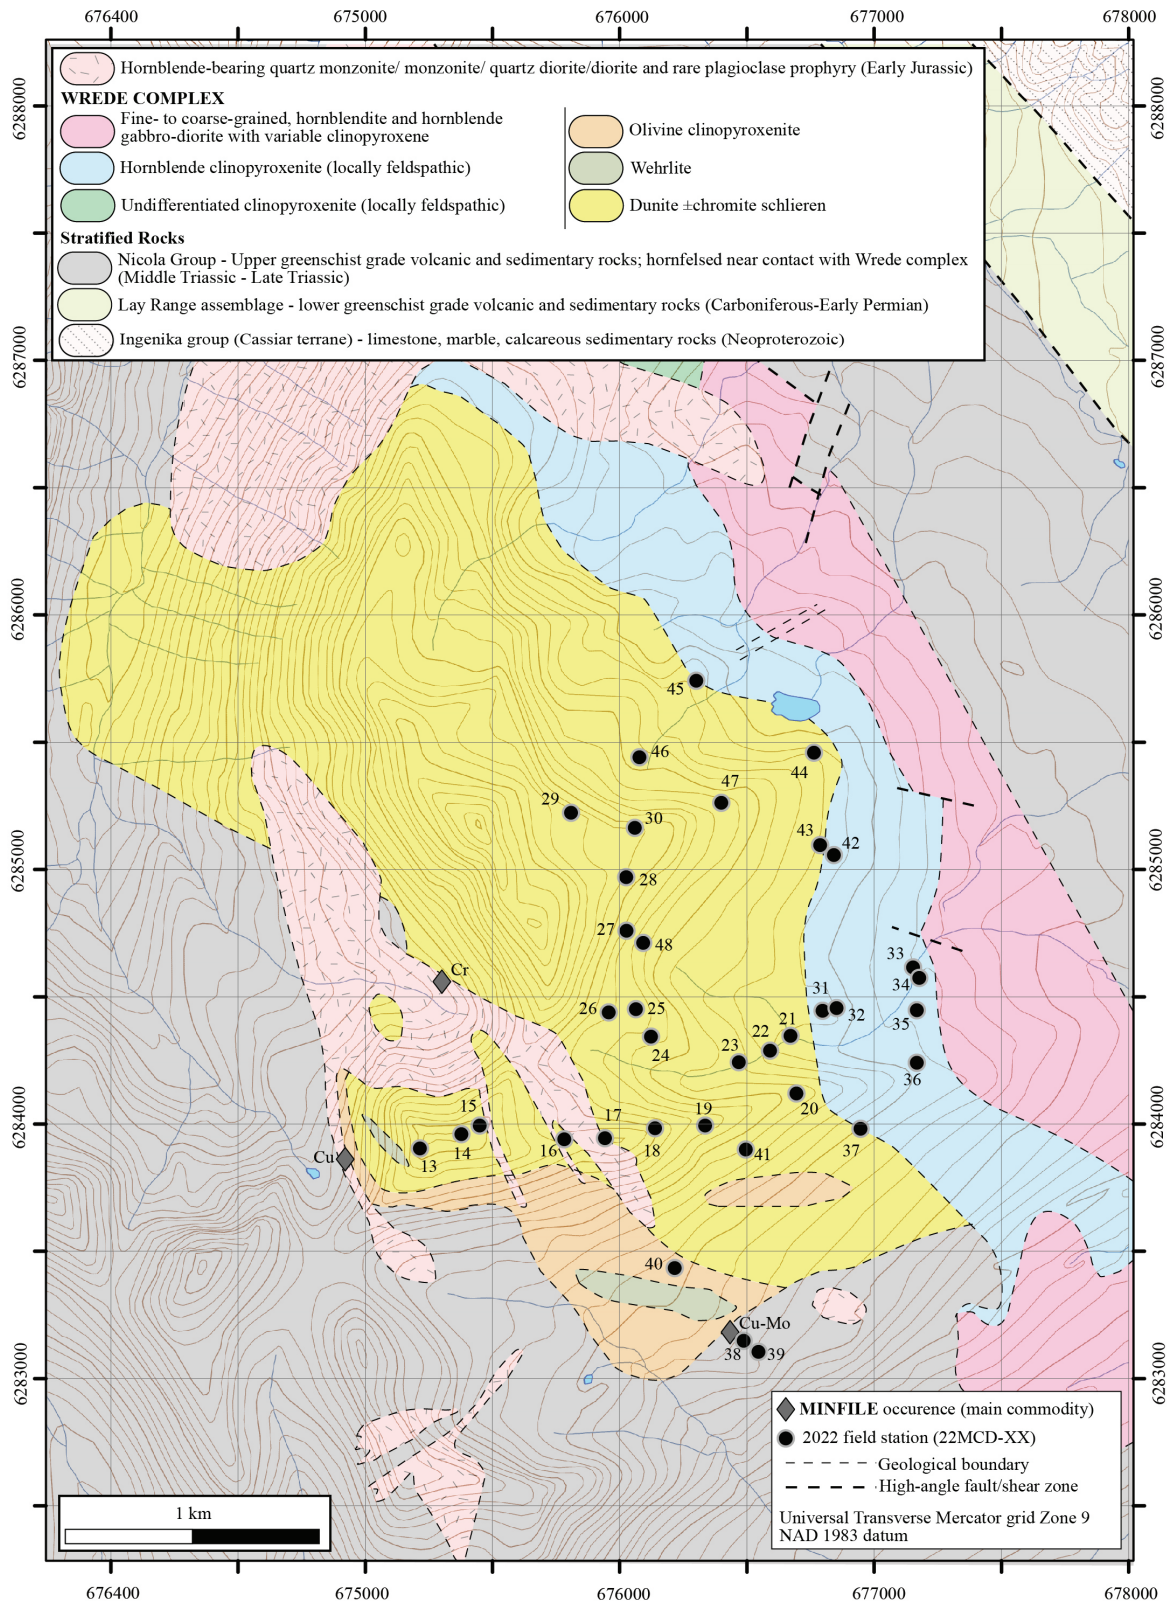 676400 675000 676000 677000 678000
Hornblende-bearing quartz monzonite/ monzonite/ quartz diorite/diorite and rare plagioclase prophyry (Early Jurassic)
WREDE COMPLEX
Fine- to coarse-grained, hornblendite and hornblende
gabbro-diorite with variable clinopyroxene
Hornblende clinopyroxenite (locally feldspathic)
Undifferentiated clinopyroxenite (locally feldspathic)
Olivine clinopyroxenite
Wehrlite
Dunite ±chromite schlieren
Stratified Rocks
Nicola Group - Upper greenschist grade volcanic and sedimentary rocks; hornfelsed near contact with Wrede complex
(Middle Triassic - Late Triassic)
Lay Range assemblage - lower greenschist grade volcanic and sedimentary rocks (Carboniferous-Early Permian)
Ingenika group (Cassiar terrane) - limestone, marble, calcareous sedimentary rocks (Neoproterozoic)
6288000 6288000
6287000 6287000
6286000 6286000
45
46
44
47
29
30
43 42
6285000 6285000
28
27
48
33
Cr
34
31
26 25 32
35
21
22
24
23
36
20
6284000 6284000
15
17
19
14
13
16
18
41
37
Cu
40
Cu-Mo
38 39
6283000 6283000
MINFILE occurence (main commodity)
2022 field station (22MCD-XX)
Geological boundary
High-angle fault/shear zone
Universal Transverse Mercator grid Zone 9
NAD 1983 datum
1 km
676400 675000 676000 677000 678000